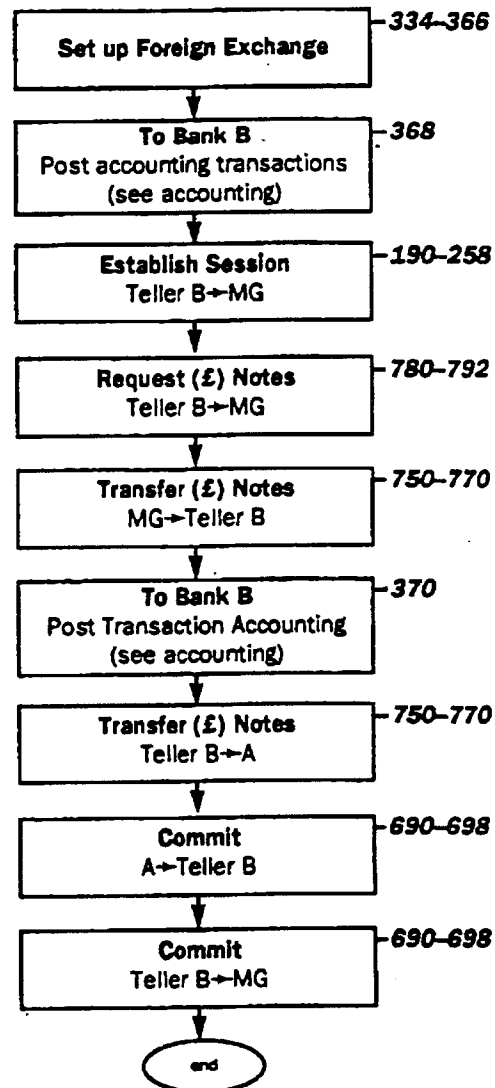 Set up Foreign Exchange
334–366
To Bank B
Post accounting transactions
(see accounting)
368
Establish Session
Teller B→MG
190–258
Request (£) Notes
Teller B→MG
780–792
Transfer (£) Notes
MG→Teller B
750–770
To Bank B
Post Transaction Accounting
(see accounting)
370
Transfer (£) Notes
Teller B→A
750–770
Commit
A→Teller B
690–698
Commit
Teller B→MG
690–698
end